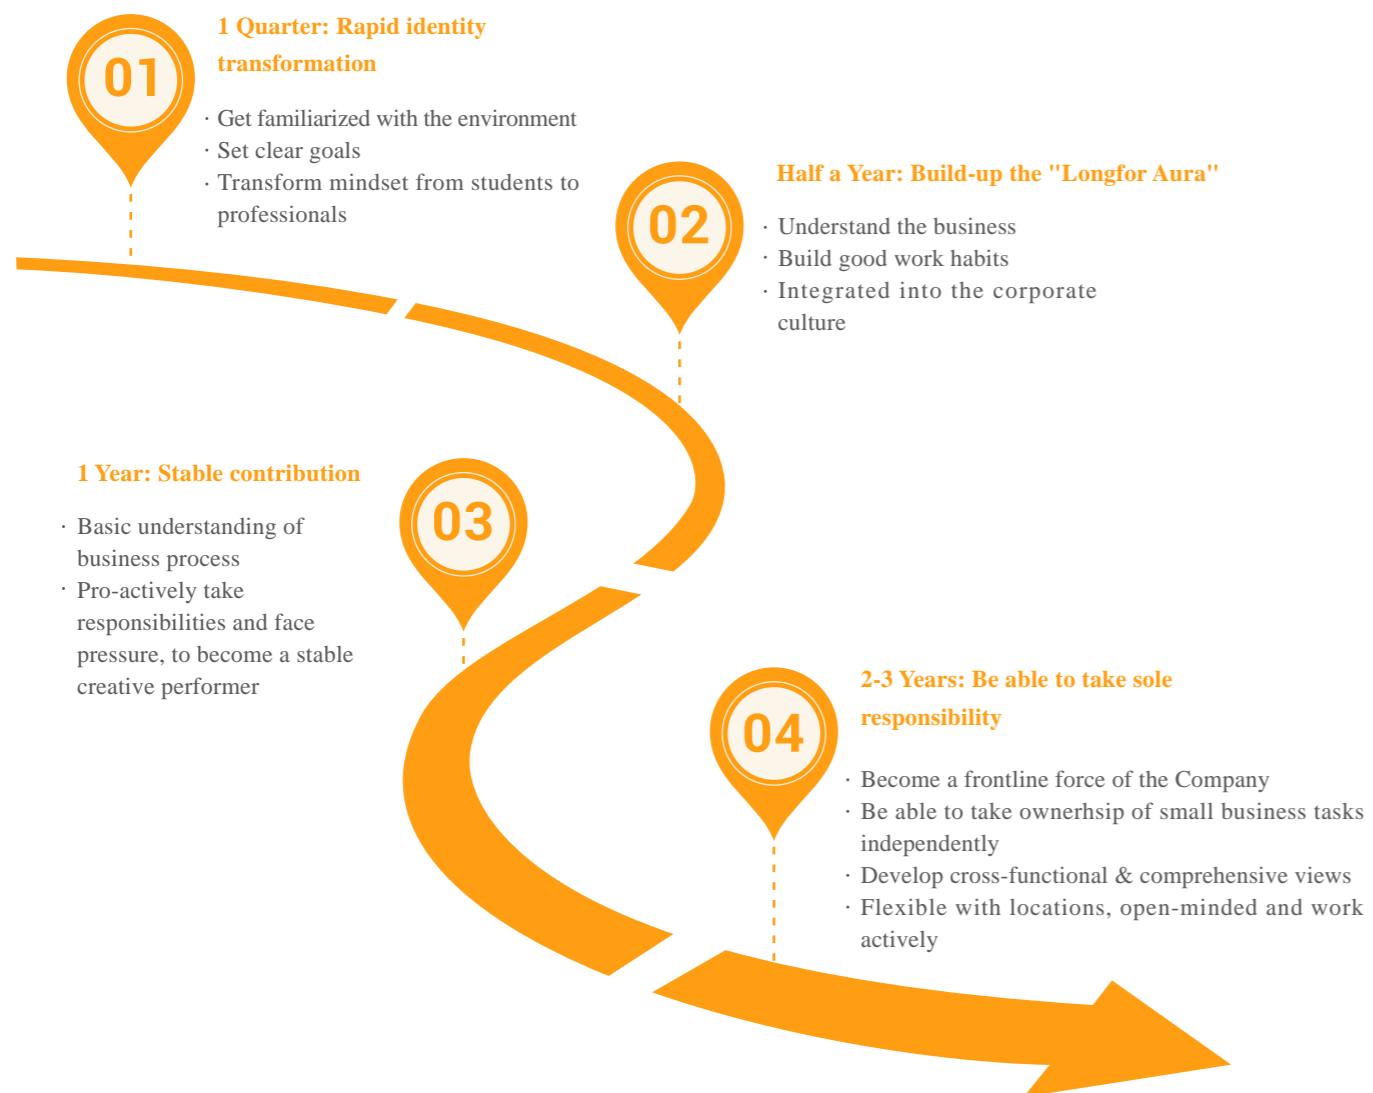 01
1 Quarter: Rapid identity
transformation
· Get familiarized with the environment
· Set clear goals
· Transform mindset from students to
professionals
02
Half a Year: Build-up the "Longfor Aura"
· Understand the business
· Build good work habits
· Integrated into the corporate
culture
03
1 Year: Stable contribution
· Basic understanding of
business process
· Pro-actively take
responsibilities and face
pressure, to become a stable
creative performer
04
2-3 Years: Be able to take sole
responsibility
· Become a frontline force of the Company
· Be able to take ownerhsip of small business tasks
independently
· Develop cross-functional & comprehensive views
· Flexible with locations, open-minded and work
actively